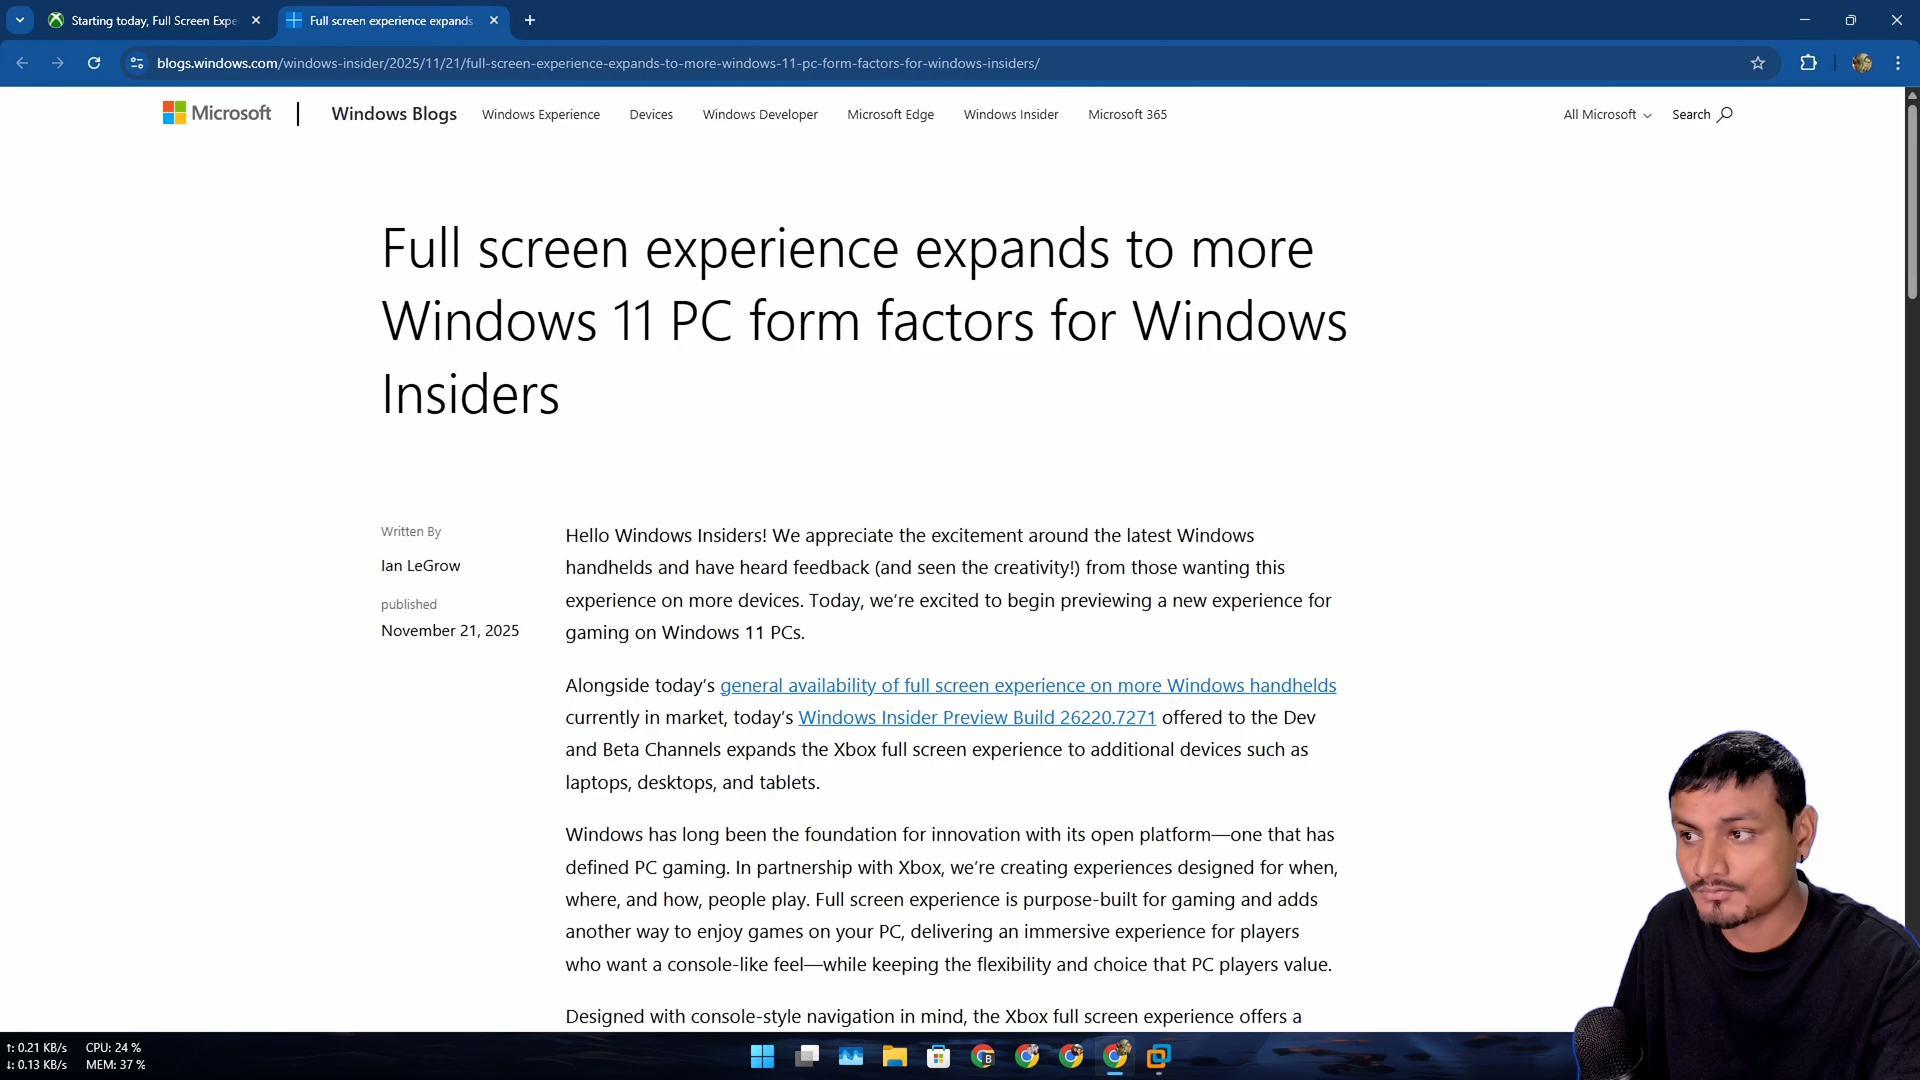 Starting today, Full Screen Expe
Full screen experience expands
blogs.windows.com/windows-insider/2025/11/21/full-screen-experience-expands-to-more-windows-11-pc-form-factors-for-windows-insiders/
Microsoft
Windows Blogs
Windows Experience
Devices
Windows Developer
Microsoft Edge
Windows Insider
Microsoft 365
All Microsoft
Search
Full screen experience expands to more
Windows 11 PC form factors for Windows
Insiders
Written By
Ian LeGrow
published
November 21, 2025
Hello Windows Insiders! We appreciate the excitement around the latest Windows
handhelds and have heard feedback (and seen the creativity!) from those wanting this
experience on more devices. Today, we’re excited to begin previewing a new experience for
gaming on Windows 11 PCs.
Alongside today’s general availability of full screen experience on more Windows handhelds
currently in market, today’s Windows Insider Preview Build 26220.7271 offered to the Dev
and Beta Channels expands the Xbox full screen experience to additional devices such as
laptops, desktops, and tablets.
Windows has long been the foundation for innovation with its open platform—one that has
defined PC gaming. In partnership with Xbox, we’re creating experiences designed for when,
where, and how, people play. Full screen experience is purpose-built for gaming and adds
another way to enjoy games on your PC, delivering an immersive experience for players
who want a console-like feel—while keeping the flexibility and choice that PC players value.
Designed with console-style navigation in mind, the Xbox full screen experience offers a
↑: 0.21 KB/s CPU: 24 %
↓: 0.13 KB/s MEM: 37 %
B